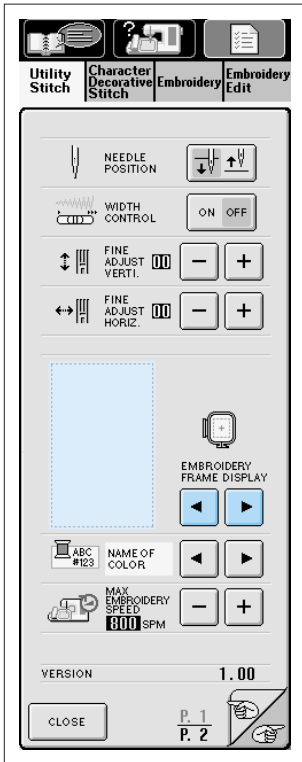 Utility
Stitch
Character
Decorative
Stitch
Embroidery
Embroidery
Edit
NEEDLE
POSITION
WIDTH
CONTROL
ON OFF
FINE
ADJUST 00
VERTI.
− +
FINE
ADJUST 00
HORIZ.
− +
EMBROIDERY
FRAME DISPLAY
ABC
#123
NAME OF
COLOR
MAX
EMBROIDERY
SPEED
800 SPM
− +
VERSION 1.00
CLOSE
P. 1
P. 2